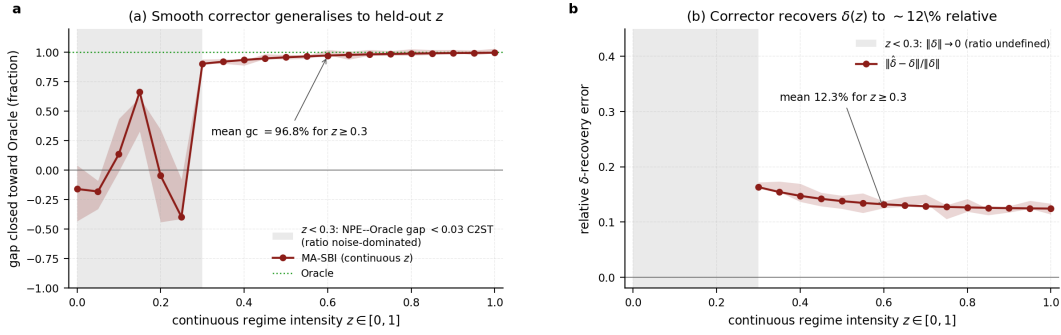 a
(a) Smooth corrector generalises to held-out z
gap closed toward Oracle (fraction)
1.00
0.75
0.50
0.25
0.00
−0.25
−0.50
−0.75
−1.00
mean gc = 96.8% for z ≥ 0.3
z < 0.3: NPE--Oracle gap < 0.03 C2ST
(ratio noise-dominated)
MA-SBI (continuous z)
Oracle
0.0 0.2 0.4 0.6 0.8 1.0
continuous regime intensity z ∈ [0, 1]
b
(b) Corrector recovers δ(z) to ∼ 12\% relative
relative δ-recovery error
0.4
0.3
0.2
0.1
0.0
z < 0.3: ‖δ‖ → 0 (ratio undefined)
‖δ̂ − δ‖/‖δ‖
mean 12.3% for z ≥ 0.3
0.0 0.2 0.4 0.6 0.8 1.0
continuous regime intensity z ∈ [0, 1]